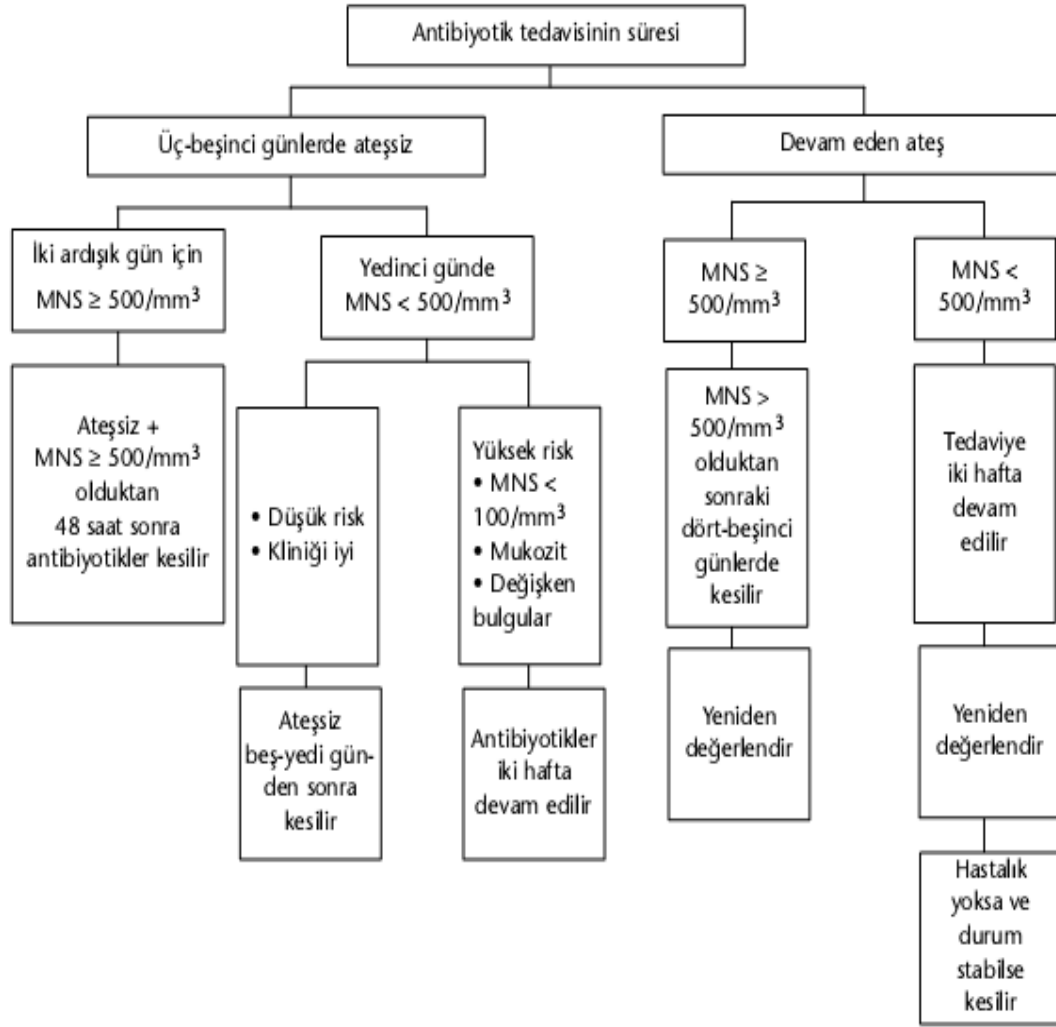 Antibiyotik tedavisinin süresi
Üç-beşinci günlerde ateşsiz
Devam eden ateş
İki ardışık gün için
MNS ≥ 500/mm³
Yedinci günde
MNS < 500/mm³
MNS ≥
500/mm³
MNS <
500/mm³
Ateşsiz +
MNS ≥ 500/mm³
olduktan
48 saat sonra
antibiyotikler kesilir
• Düşük risk
• Kliniği iyi
Yüksek risk
• MNS <
100/mm³
• Mukozit
• Değişken
bulgular
MNS >
500/mm³
olduktan
sonraki
dört-beşinci
günlerde
kesilir
Tedaviye
iki hafta
devam
edilir
Ateşsiz
beş-yedi gün-
den sonra
kesilir
Antibiyotikler
iki hafta
devam edilir
Yeniden
değerlendir
Yeniden
değerlendir
Hastalık
yoksa ve
durum
stabilse
kesilir